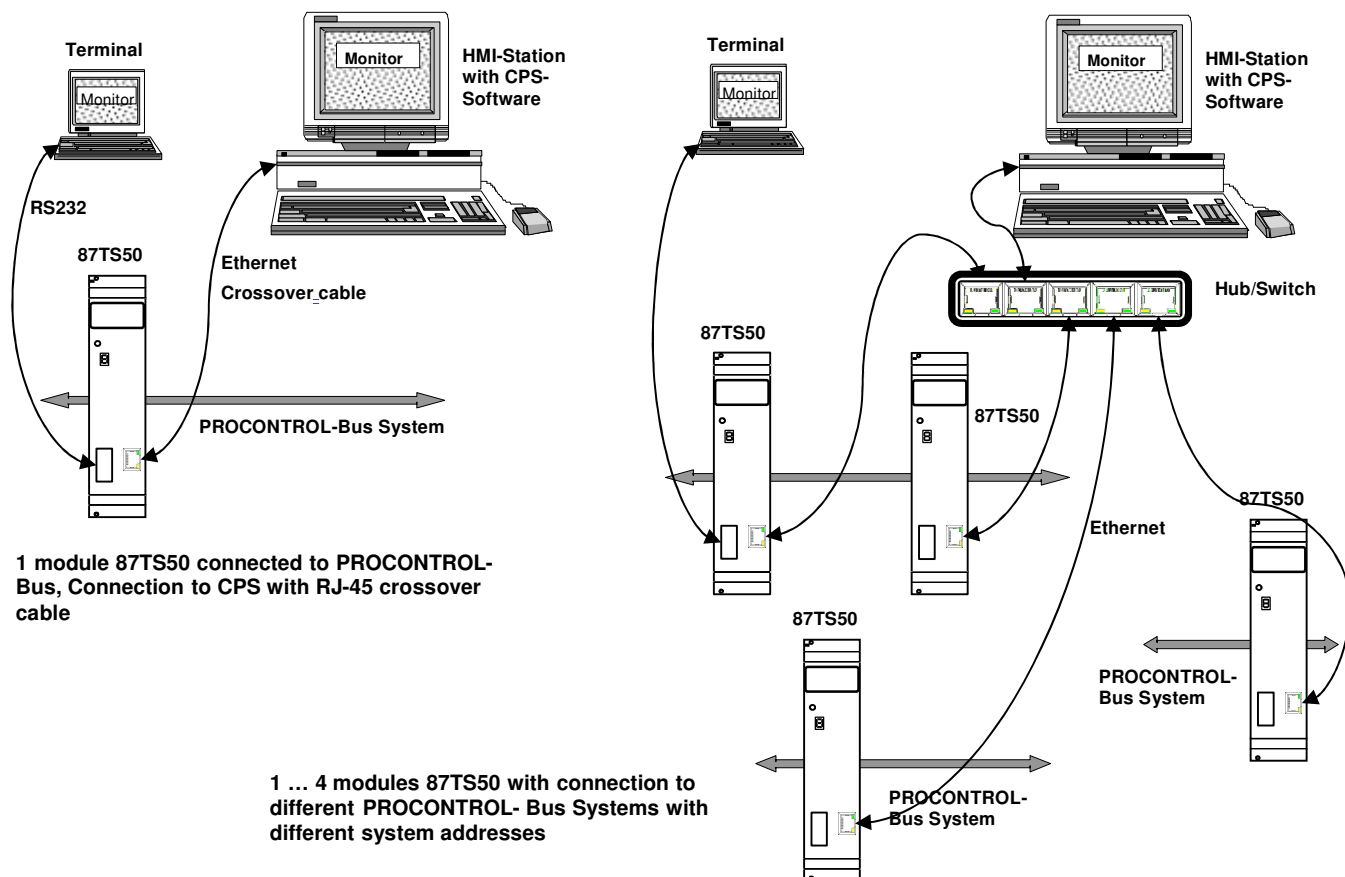 Terminal
Monitor
Monitor
HMI-Station
with CPS-
Software
RS232
87TS50
Ethernet
Crossover cable
PROCONTROL-Bus System
1 module 87TS50 connected to PROCONTROL-
Bus, Connection to CPS with RJ-45 crossover
cable
Terminal
Monitor
Monitor
HMI-Station
with CPS-
Software
Hub/Switch
87TS50
87TS50
Ethernet
87TS50
PROCONTROL-
Bus System
87TS50
PROCONTROL-
Bus System
1 … 4 modules 87TS50 with connection to
different PROCONTROL- Bus Systems with
different system addresses